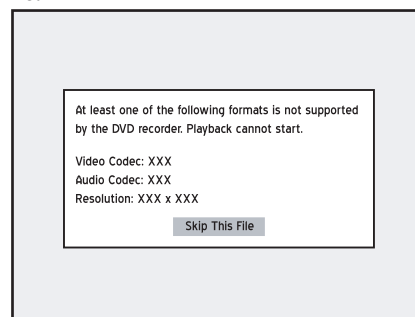 At least one of the following formats is not supported
by the DVD recorder. Playback cannot start.
Video Codec: XXX
Audio Codec: XXX
Resolution: XXX x XXX
Skip This File